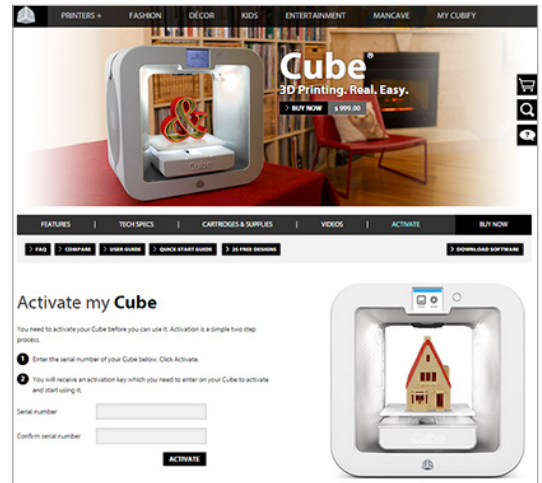 PRINTERS + FASHION DÉCOR KIDS ENTERTAINMENT MANCAVE MY CUBIFY
Cube®
3D Printing. Real. Easy.
> BUY NOW $ 999.00
&
Cube
FEATURES | TECH SPECS | CARTRIDGES & SUPPLIES | VIDEOS | ACTIVATE BUY NOW
> FAQ > COMPARE > USER GUIDE > QUICK START GUIDE > 25 FREE DESIGNS > DOWNLOAD SOFTWARE
Activate my Cube
You need to activate your Cube before you can use it. Activation is a simple two step
process.
1 Enter the serial number of your Cube below. Click Activate.
2 You will receive an activation key which you need to enter on your Cube to activate
and start using it.
Serial number
Confirm serial number
ACTIVATE
Cube